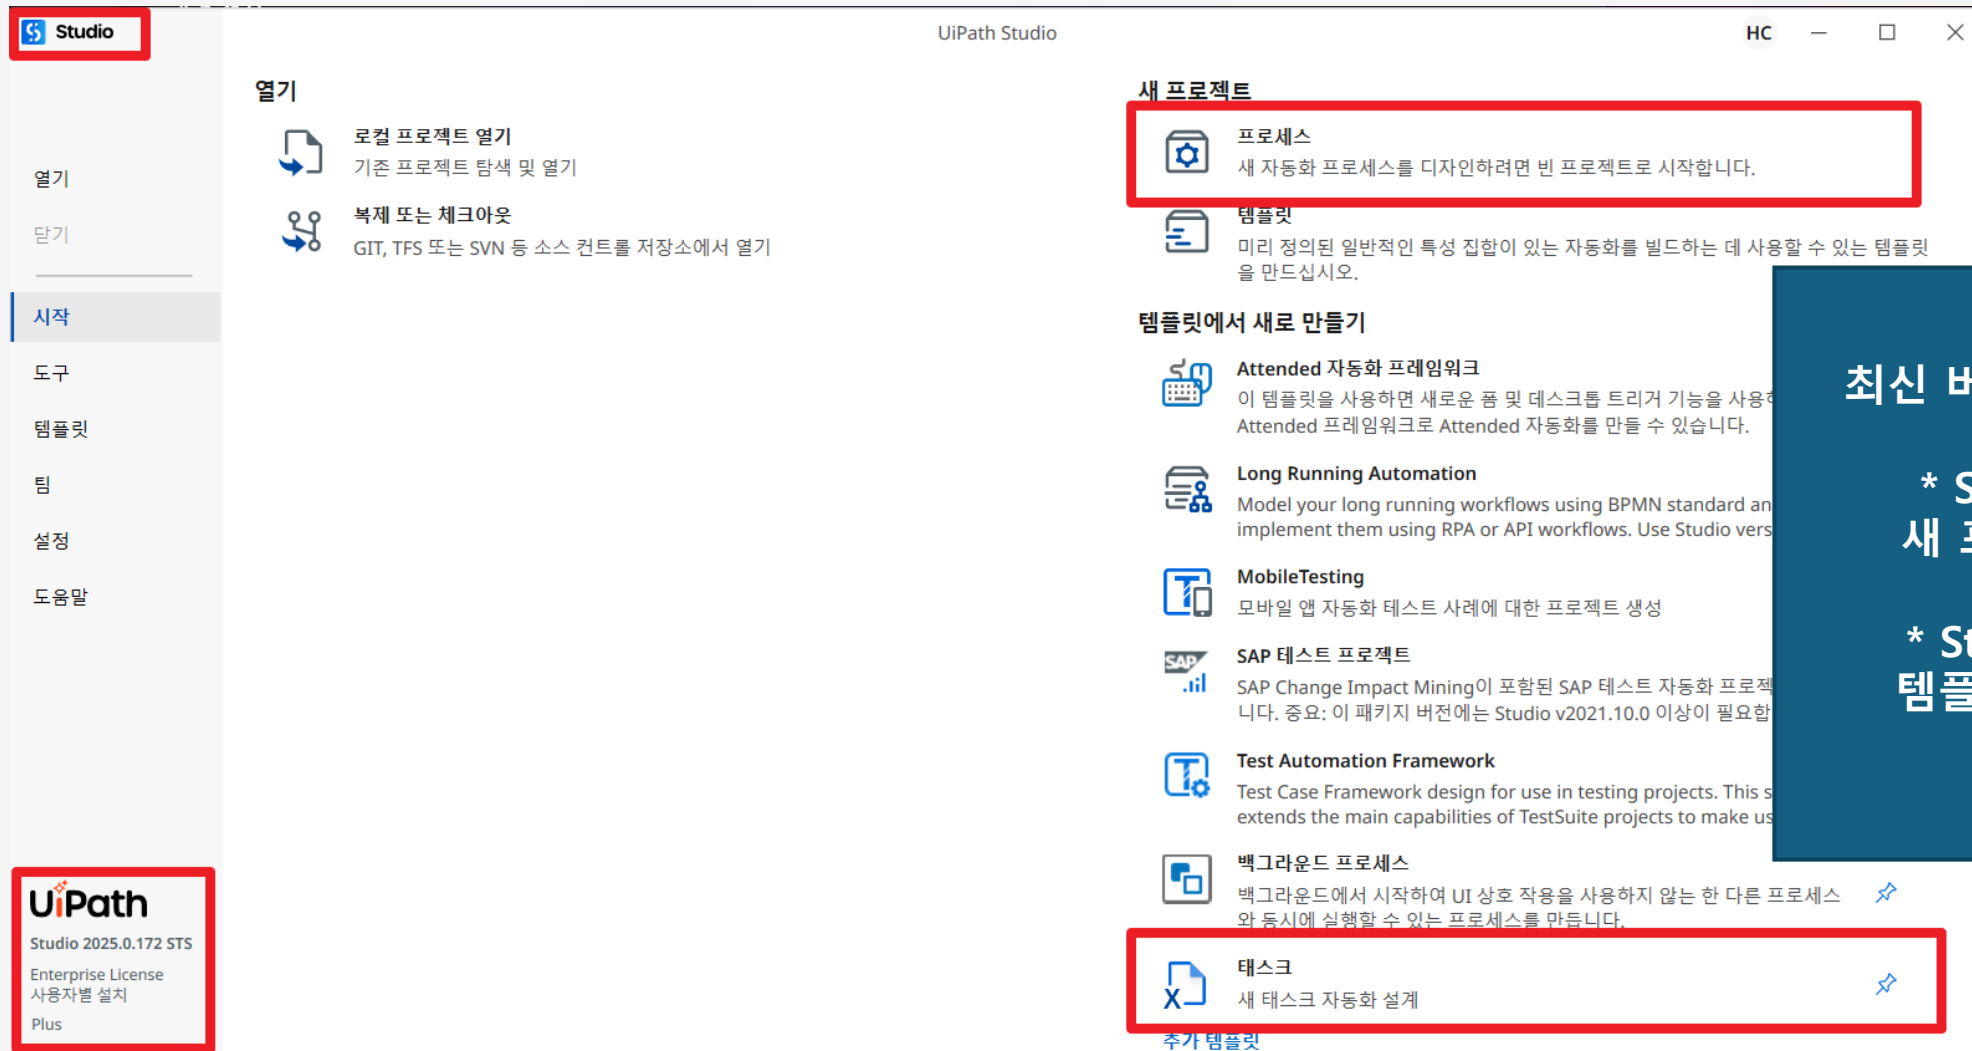 Studio
UiPath Studio
HC
열기
닫기
시작
도구
템플릿
팀
설정
도움말
UiPath
Studio 2025.0.172 STS
Enterprise License
사용자별 설치
Plus
열기
로컬 프로젝트 열기
기존 프로젝트 탐색 및 열기
복제 또는 체크아웃
GIT, TFS 또는 SVN 등 소스 컨트롤 저장소에서 열기
새 프로젝트
프로세스
새 자동화 프로세스를 디자인하려면 빈 프로젝트로 시작합니다.
템플릿
미리 정의된 일반적인 특성 집합이 있는 자동화를 빌드하는 데 사용할 수 있는 템플릿
을 만드십시오.
템플릿에서 새로 만들기
Attended 자동화 프레임워크
이 템플릿을 사용하면 새로운 폼 및 데스크톱 트리거 기능을
Attended 프레임워크로 Attended 자동화를 만들 수 있습니다.
Long Running Automation
Model your long running workflows using BPMN standard an
implement them using RPA or API workflows. Use Studio vers
MobileTesting
모바일 앱 자동화 테스트 사례에 대한 프로젝트 생성
SAP 테스트 프로젝트
SAP Change Impact Mining이 포함된 SAP 테스트 자동화 프로젝
니다. 중요: 이 패키지 버전에는 Studio v2021.10.0 이상이 필요합
Test Automation Framework
Test Case Framework design for use in testing projects. This s
extends the main capabilities of TestSuite projects to make us
백그라운드 프로세스
백그라운드에서 시작하여 UI 상호 작용을 사용하지 않는 한 다른 프로세스
와 동시에 실행할 수 있는 프로세스를 만듭니다.
태스크
새 태스크 자동화 설계
추가 템플릿
최신
* S
새
* St
템플